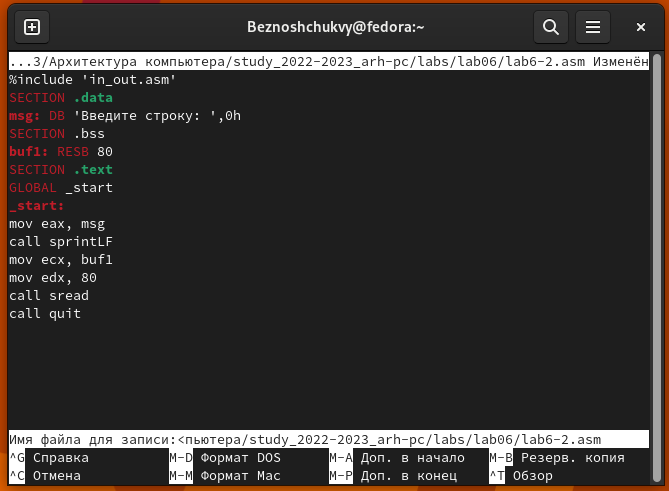 Beznoshchukvy@fedora:~
...3/Архитектура компьютера/study_2022-2023_arh-pc/labs/lab06/lab6-2.asm Изменён
%include 'in_out.asm'
SECTION .data
msg: DB 'Введите строку: ',0h
SECTION .bss
buf1: RESB 80
SECTION .text
GLOBAL _start
_start:
mov eax, msg
call sprintLF
mov ecx, buf1
mov edx, 80
call sread
call quit
Имя файла для записи:<пьютера/study_2022-2023_arh-pc/labs/lab06/lab6-2.asm
^G Справка M-D Формат DOS M-A Доп. в начало M-B Резерв. копия
^C Отмена M-M Формат Mac M-P Доп. в конец ^T Обзор